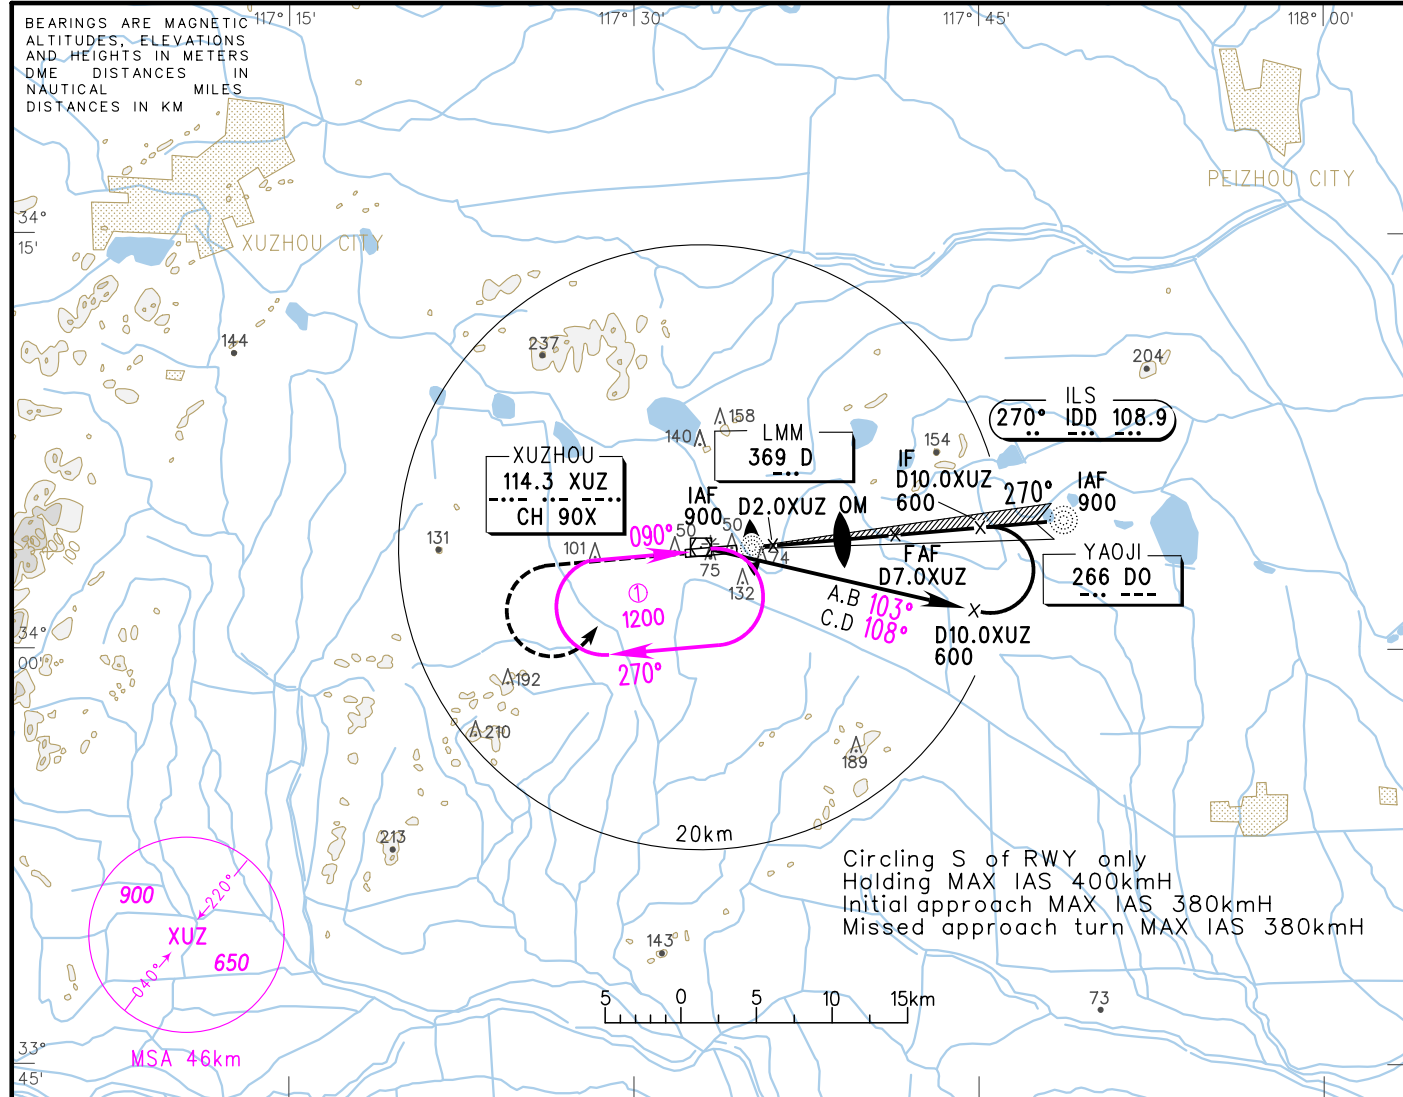 BEARINGS ARE MAGNETIC
ALTITUDES, ELEVATIONS
AND HEIGHTS IN METERS
DME DISTANCES IN
NAUTICAL MILES
DISTANCES IN KM
117° 15'
117° 30'
117° 45'
118° 00'
PEIZHOU CITY
34°
15'
XUZHOU CITY
144
237
204
ILS
270° IDD 108.9
158
140
LMM
369 D
154
XUZHOU
114.3 XUZ
CH 90X
IF
D10.0XUZ
600
270°
IAF
900
IAF
900
D2.0XUZ
OM
131
101
50
50
090°
75
74
132
FAF
D7.0XUZ
YAOJI
266 DO
①
1200
A.B 103°
C.D 108°
D10.0XUZ
600
34°
00'
270°
192
210
189
213
20km
Circling S of RWY only
Holding MAX IAS 400kmH
Initial approach MAX IAS 380kmH
Missed approach turn MAX IAS 380kmH
900
220°
XUZ
650
040°
143
5 0 5 10 15km
73
33°
45'
MSA 46km